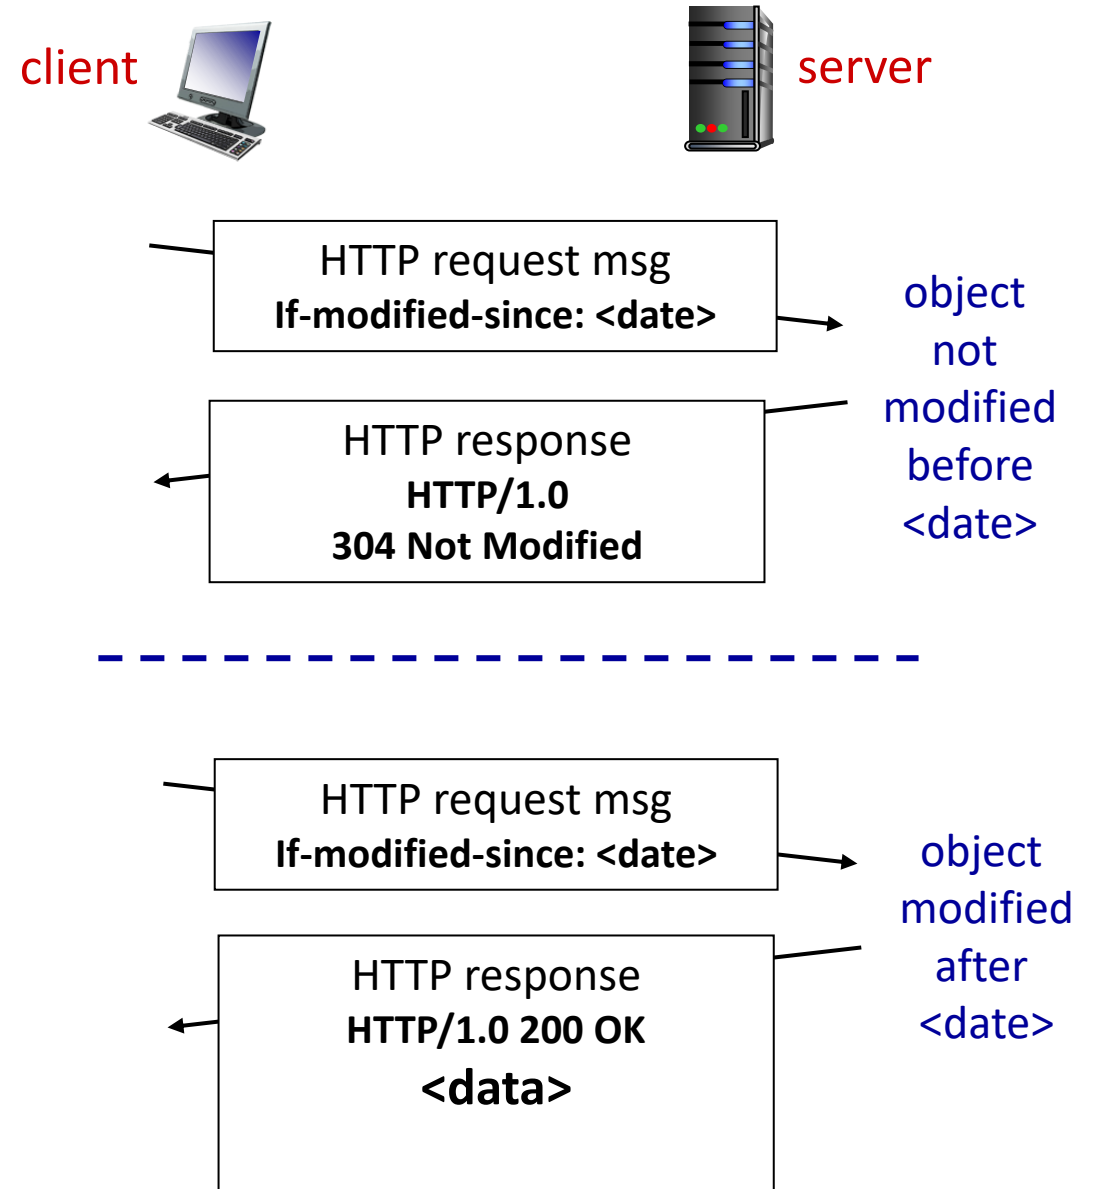 client
server
HTTP request msg
If-modified-since: <date>
object
not
modified
before
<date>
HTTP response
HTTP/1.0
304 Not Modified
HTTP request msg
If-modified-since: <date>
object
modified
after
<date>
HTTP response
HTTP/1.0 200 OK
<data>